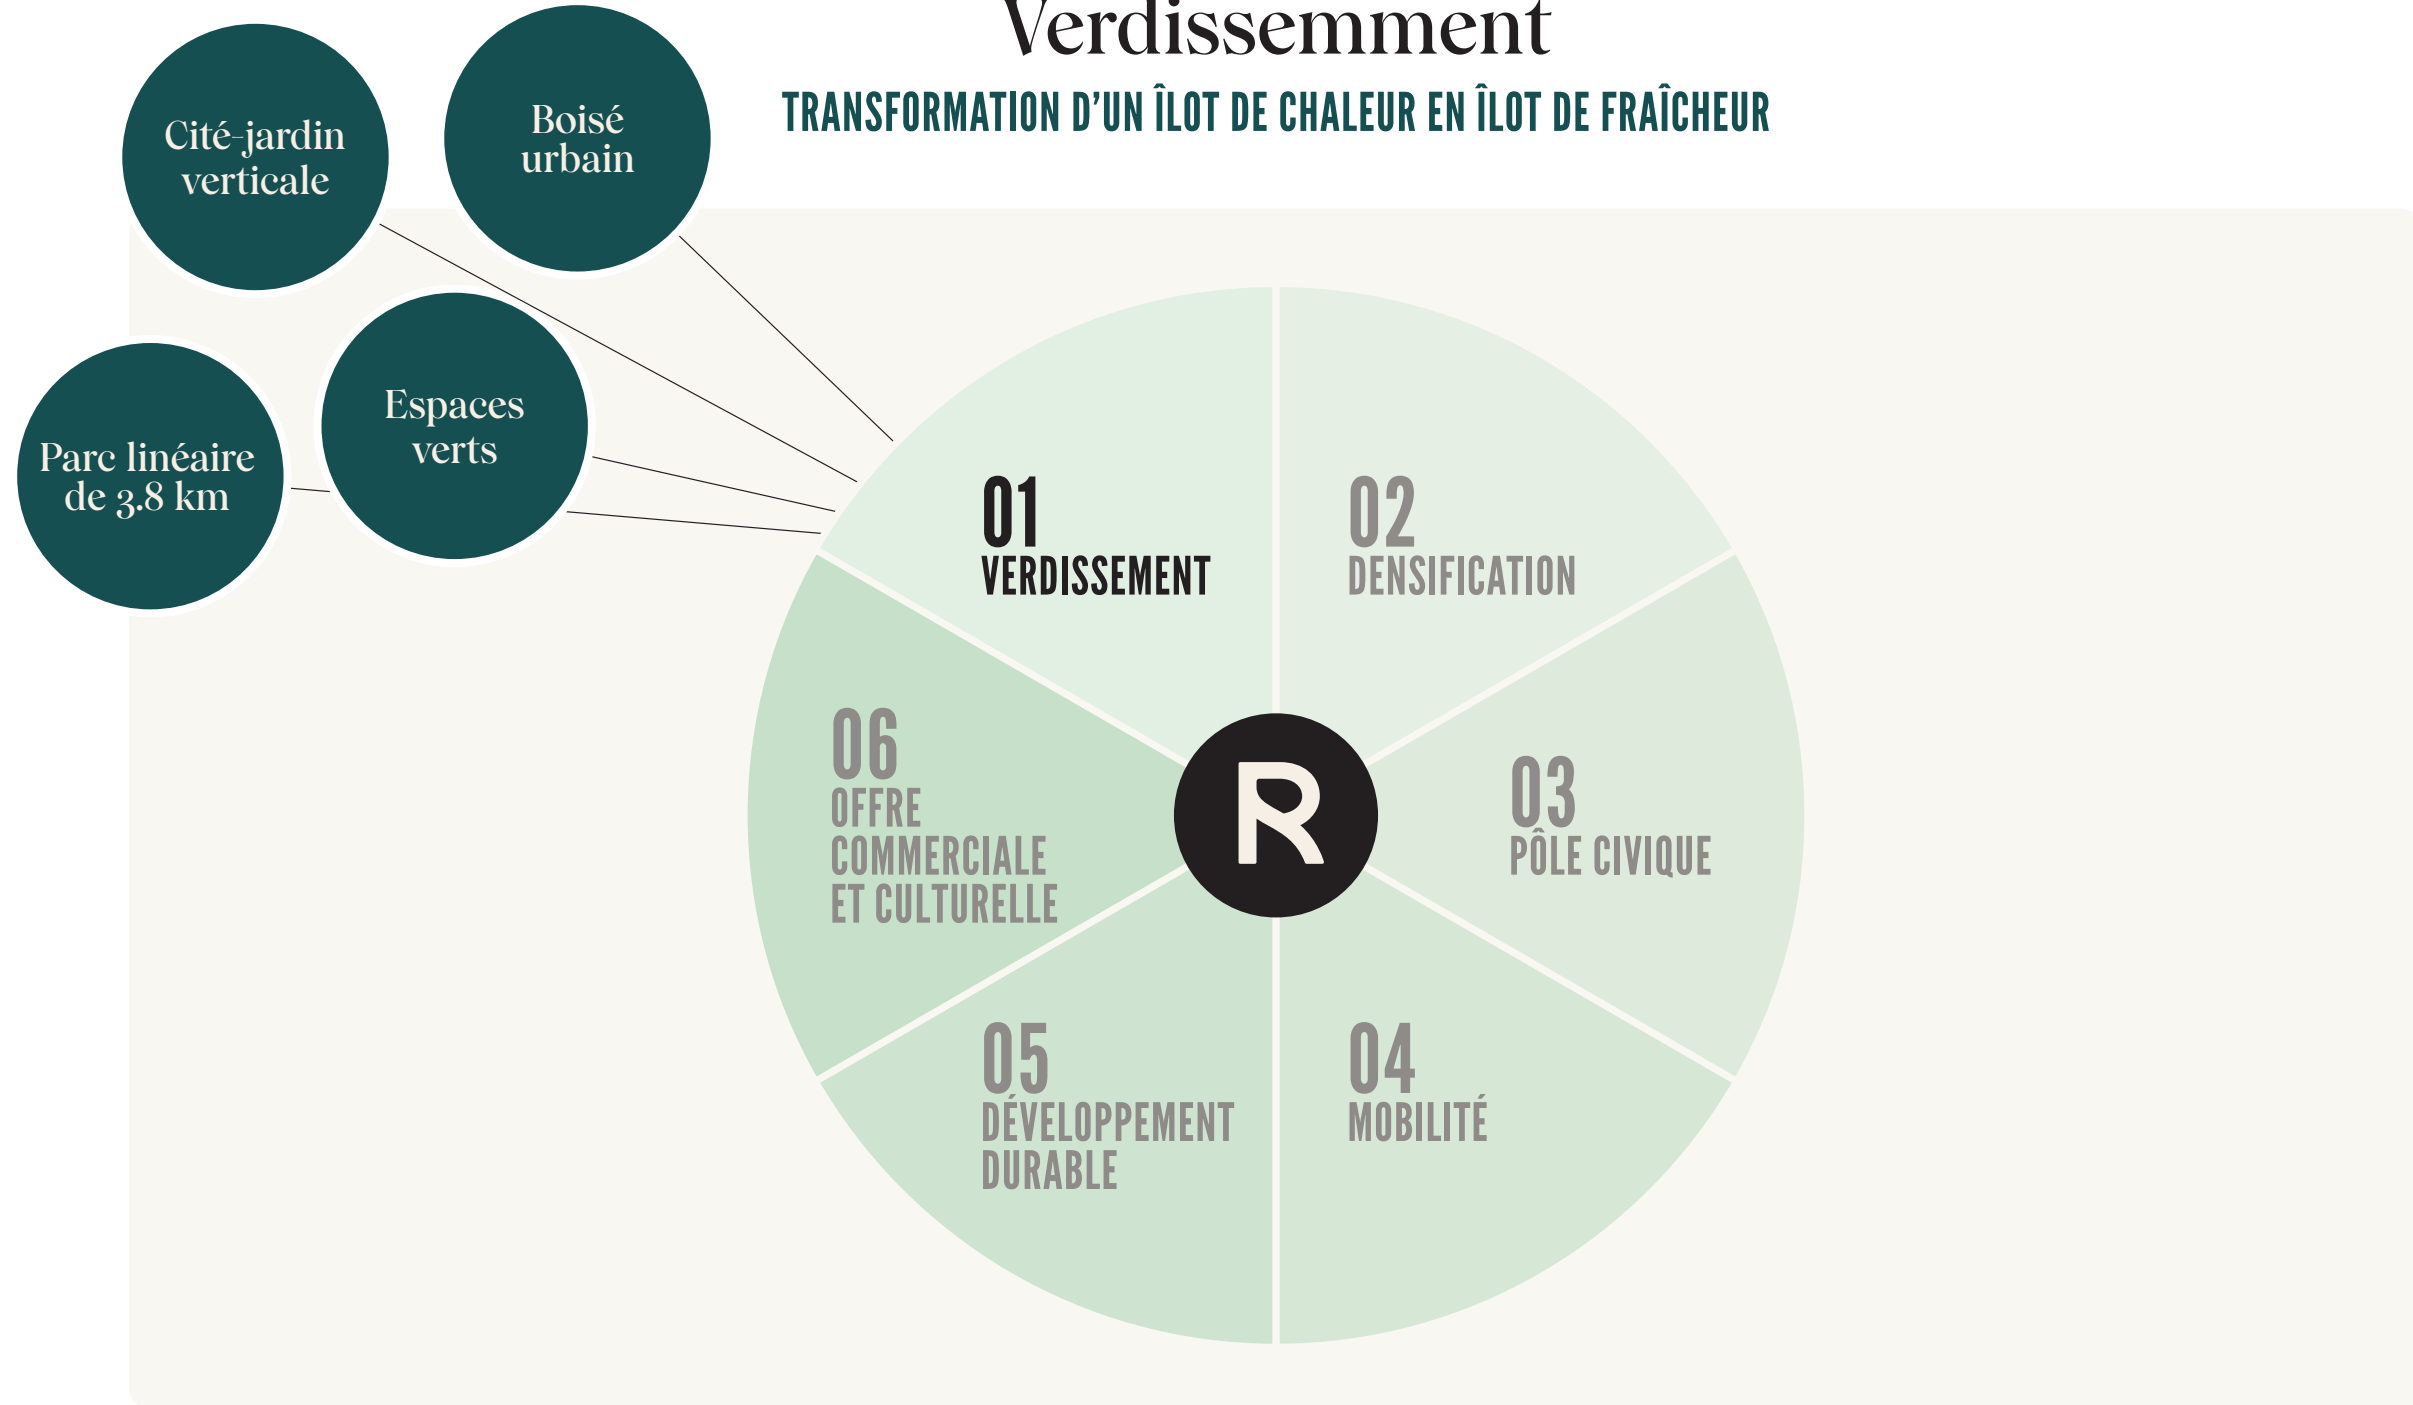 Verdissemment
TRANSFORMATION D'UN ÎLOT DE CHALEUR EN ÎLOT DE FRAÎCHEUR
Cité-jardin
verticale
Boisé
urbain
Parc linéaire
de 3.8 km
Espaces
verts
01
VERDISSEMENT
02
DENSIFICATION
03
PÔLE CIVIQUE
04
MOBILITÉ
05
DÉVELOPPEMENT
DURABLE
06
OFFRE
COMMERCIALE
ET CULTURELLE
R